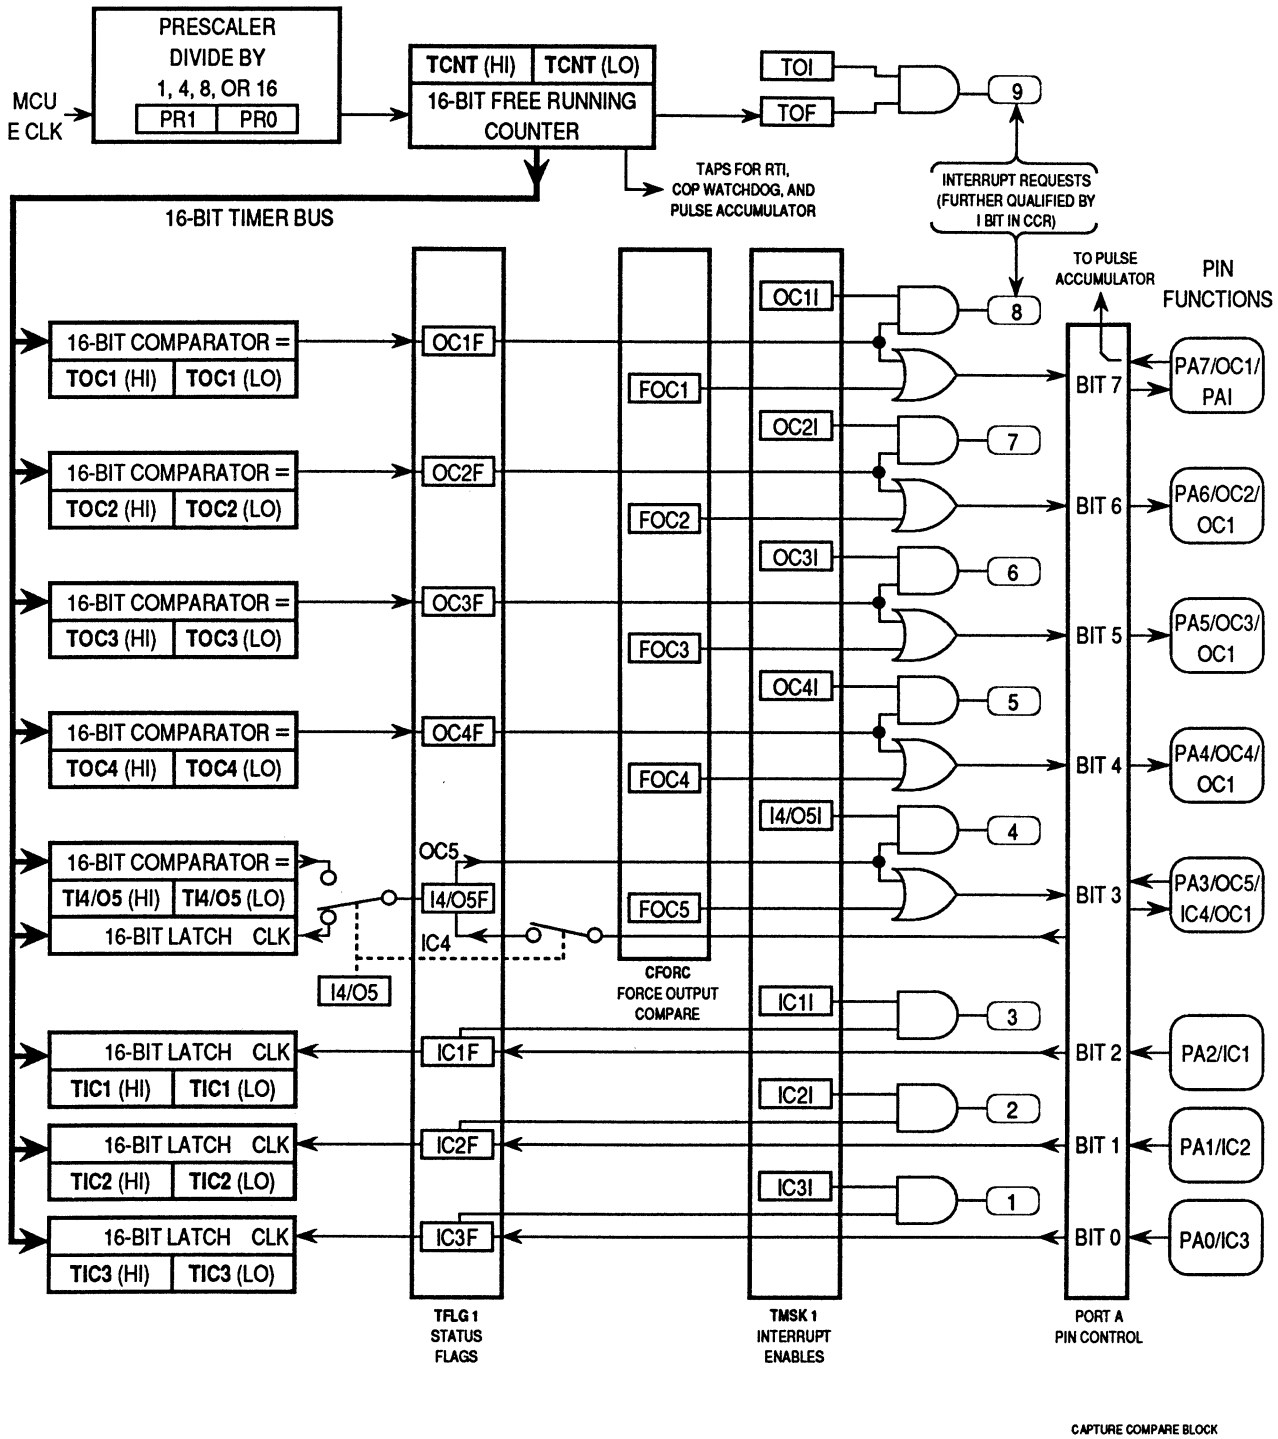 PRESCALER
DIVIDE BY
1, 4, 8, OR 16
PR1 PR0
MCU
E CLK
TCNT (HI) TCNT (LO)
16-BIT FREE RUNNING
COUNTER
TOI
TOF
9
TAPS FOR RTI,
COP WATCHDOG, AND
PULSE ACCUMULATOR
INTERRUPT REQUESTS
(FURTHER QUALIFIED BY
I BIT IN CCR)
16-BIT TIMER BUS
TO PULSE
ACCUMULATOR
PIN
FUNCTIONS
OC1I
8
16-BIT COMPARATOR =
TOC1 (HI) TOC1 (LO)
OC1F
FOC1
BIT 7
PA7/OC1/
PAI
OC2I
7
16-BIT COMPARATOR =
TOC2 (HI) TOC2 (LO)
OC2F
FOC2
BIT 6
PA6/OC2/
OC1
OC3I
6
16-BIT COMPARATOR =
TOC3 (HI) TOC3 (LO)
OC3F
FOC3
BIT 5
PA5/OC3/
OC1
OC4I
5
16-BIT COMPARATOR =
TOC4 (HI) TOC4 (LO)
OC4F
FOC4
BIT 4
PA4/OC4/
OC1
I4/O5I
4
16-BIT COMPARATOR =
TI4/O5 (HI) TI4/O5 (LO)
16-BIT LATCH CLK
OC5
I4/O5F
IC4
I4/O5
FOC5
BIT 3
PA3/OC5/
IC4/OC1
CFORC
FORCE OUTPUT
COMPARE
IC1I
3
16-BIT LATCH CLK
TIC1 (HI) TIC1 (LO)
IC1F
BIT 2
PA2/IC1
IC2I
2
16-BIT LATCH CLK
TIC2 (HI) TIC2 (LO)
IC2F
BIT 1
PA1/IC2
IC3I
1
16-BIT LATCH CLK
TIC3 (HI) TIC3 (LO)
IC3F
BIT 0
PA0/IC3
TFLG 1
STATUS
FLAGS
TMSK 1
INTERRUPT
ENABLES
PORT A
PIN CONTROL
CAPTURE COMPARE BLOCK